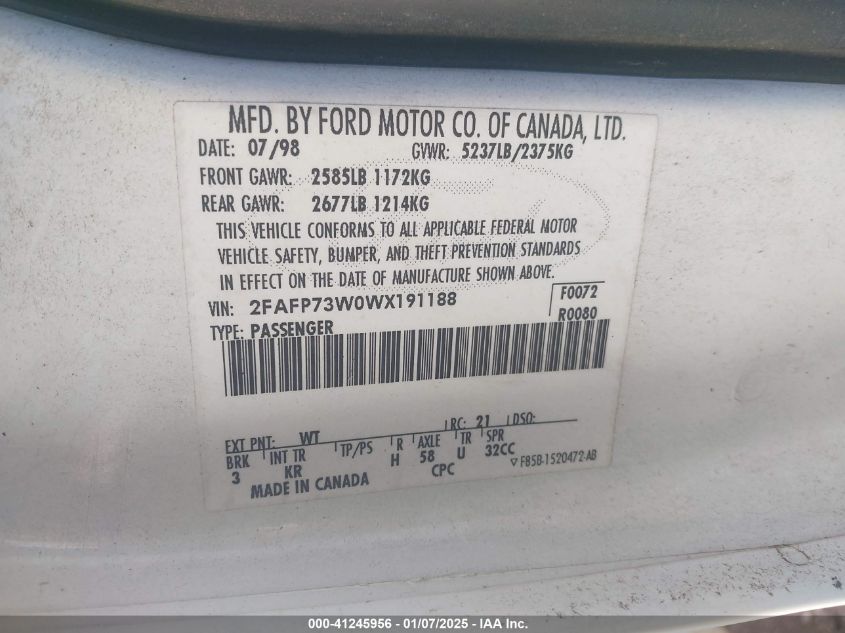 MFD. BY FORD MOTOR CO. OF CANADA, LTD.
DATE: 07/98 GVWR: 5237LB/2375KG
FRONT GAWR: 2585LB 1172KG
REAR GAWR: 2677LB 1214KG
THIS VEHICLE CONFORMS TO ALL APPLICABLE FEDERAL MOTOR
VEHICLE SAFETY, BUMPER, AND THEFT PREVENTION STANDARDS
IN EFFECT ON THE DATE OF MANUFACTURE SHOWN ABOVE.
VIN: 2FAFP73W0WX191188 F0072
TYPE: PASSENGER R0080
EXT PNT: WT RC: 21 DSO:
BRK INT TR TP/PS R AXLE TR SPR
3 KR H 58 U 32CC
MADE IN CANADA CPC ▽ F85B-1520472-AB
000-41245956 - 01/07/2025 - IAA Inc.